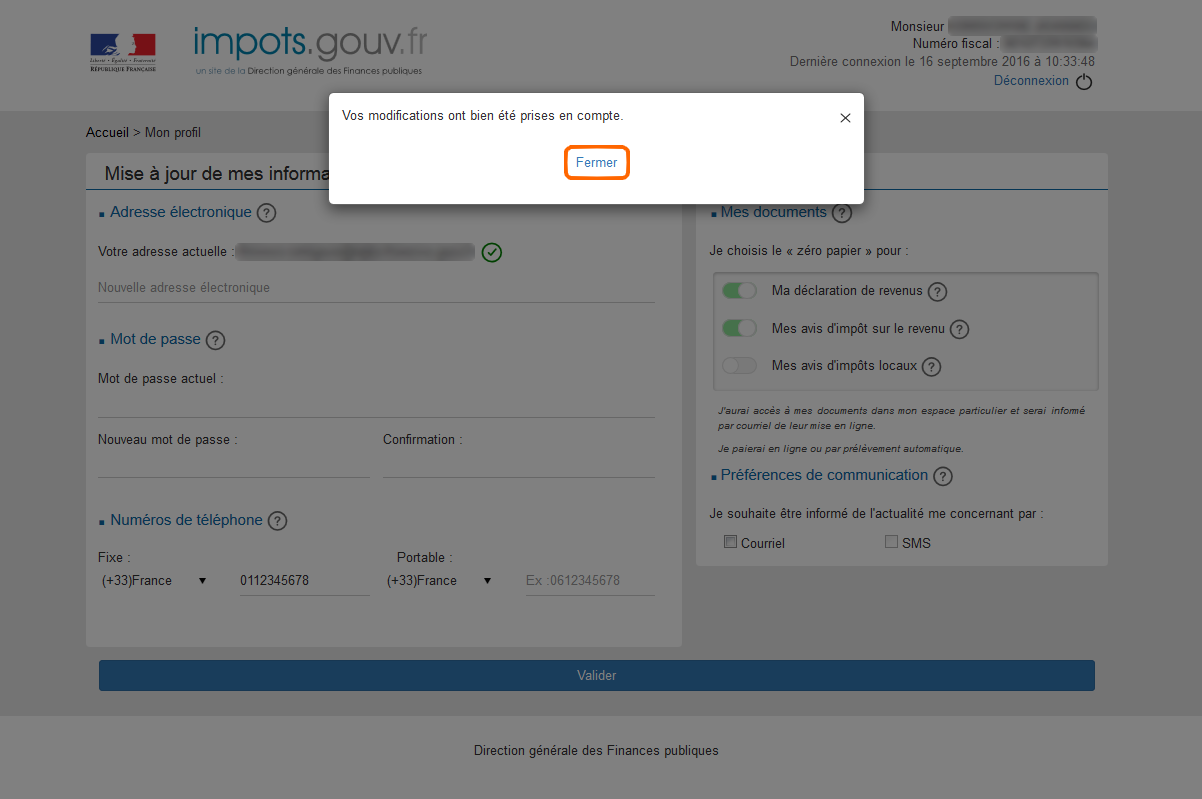 Liberté • Égalité • Fraternité
RÉPUBLIQUE FRANÇAISE
impots.gouv.fr
un site de la Direction générale des Finances publiques
Monsieur
Numéro fiscal :
Dernière connexion le 16 septembre 2016 à 10:33:48
Déconnexion
Vos modifications ont bien été prises en compte.
Fermer
Accueil > Mon profil
Mise à jour de mes informa
Adresse électronique ?
Votre adresse actuelle :
Nouvelle adresse électronique
Mot de passe ?
Mot de passe actuel :
Nouveau mot de passe :
Confirmation :
Numéros de téléphone ?
Fixe :
Portable :
(+33)France
0112345678
(+33)France
Ex :0612345678
Mes documents ?
Je choisis le « zéro papier » pour :
Ma déclaration de revenus ?
Mes avis d'impôt sur le revenu ?
Mes avis d'impôts locaux ?
J'aurai accès à mes documents dans mon espace particulier et serai informé
par courriel de leur mise en ligne.
Je paierai en ligne ou par prélèvement automatique.
Préférences de communication ?
Je souhaite être informé de l'actualité me concernant par :
Courriel
SMS
Valider
Direction générale des Finances publiques